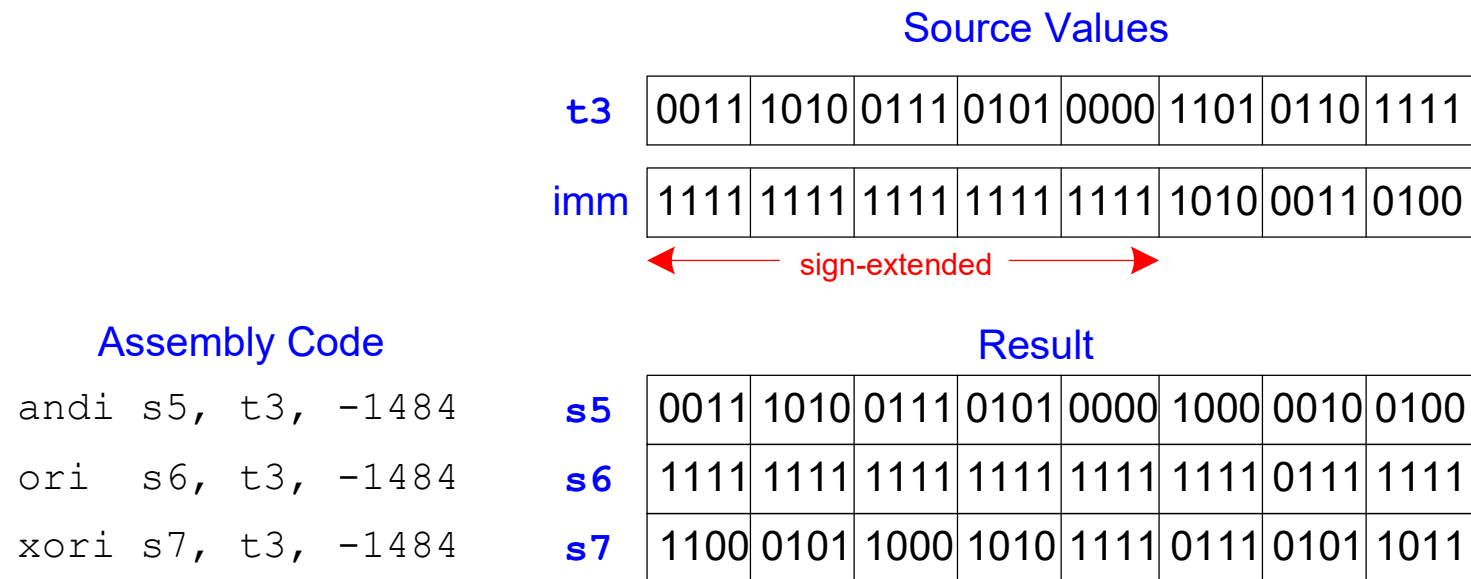 Source Values
t3 0011 1010 0111 0101 0000 1101 0110 1111
imm 1111 1111 1111 1111 1111 1010 0011 0100
sign-extended
Assembly Code Result
andi s5, t3, -1484 s5 0011 1010 0111 0101 0000 1000 0010 0100
ori s6, t3, -1484 s6 1111 1111 1111 1111 1111 1111 0111 1111
xori s7, t3, -1484 s7 1100 0101 1000 1010 1111 0111 0101 1011